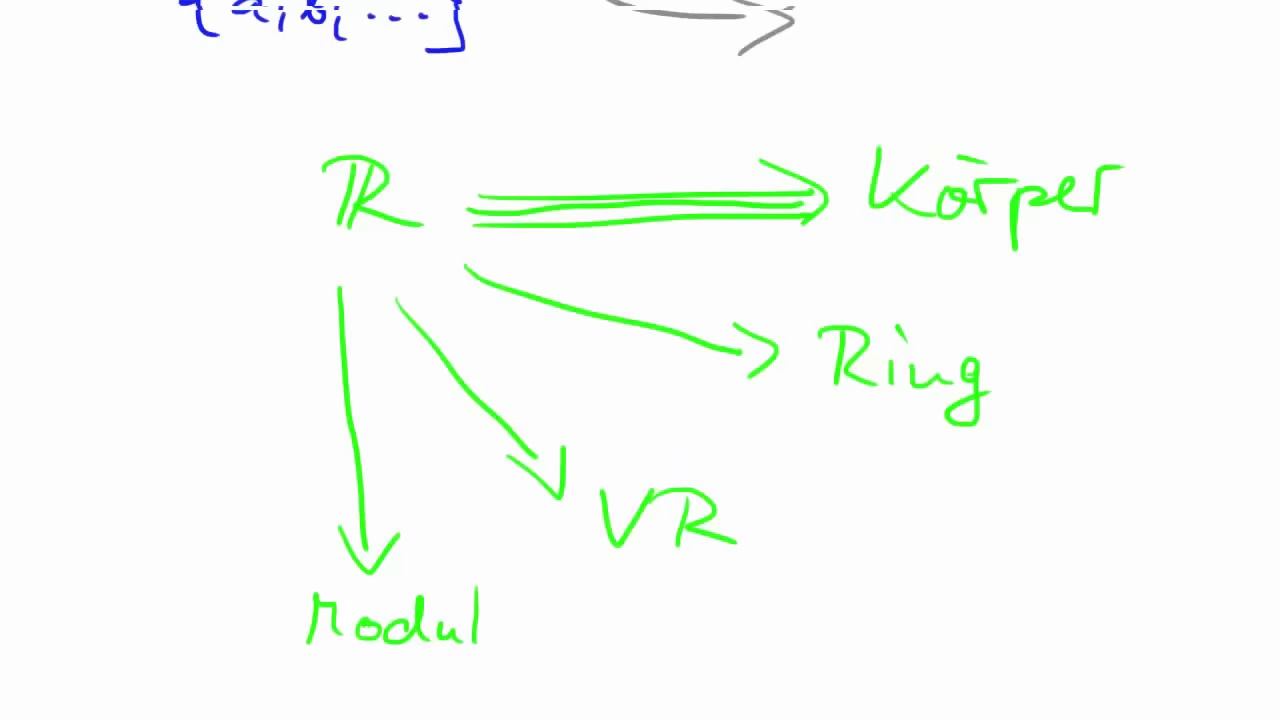 {a, b, ...}
ℝ Körper
Ring
VR
Modul